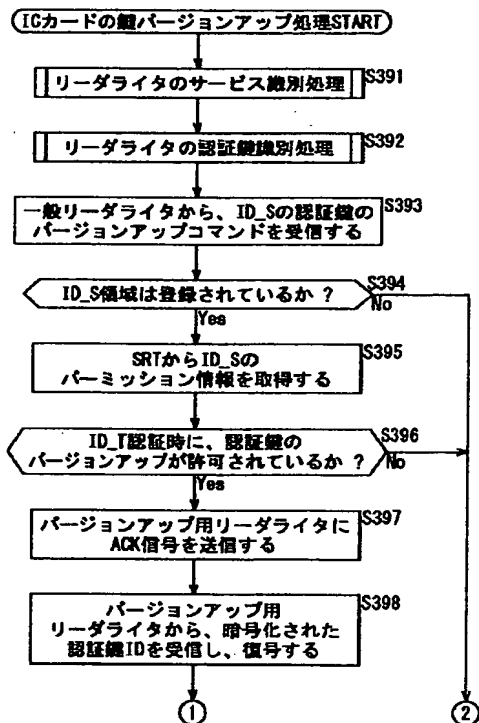 ICカードの鍵バージョンアップ処理START
リーダライタのサービス識別処理
S391
リーダライタの認証鍵識別処理
S392
一般リーダライタから、ID_Sの認証鍵の
バージョンアップコマンドを受信する
S393
ID_S領域は登録されているか ?
S394
No
Yes
SRTからID_Sの
パーミッション情報を取得する
S395
ID_T認証時に、認証鍵の
バージョンアップが許可されているか ?
S396
No
Yes
バージョンアップ用リーダライタに
ACK信号を送信する
S397
バージョンアップ用
リーダライタから、暗号化された
認証鍵IDを受信し、復号する
S398
1
2